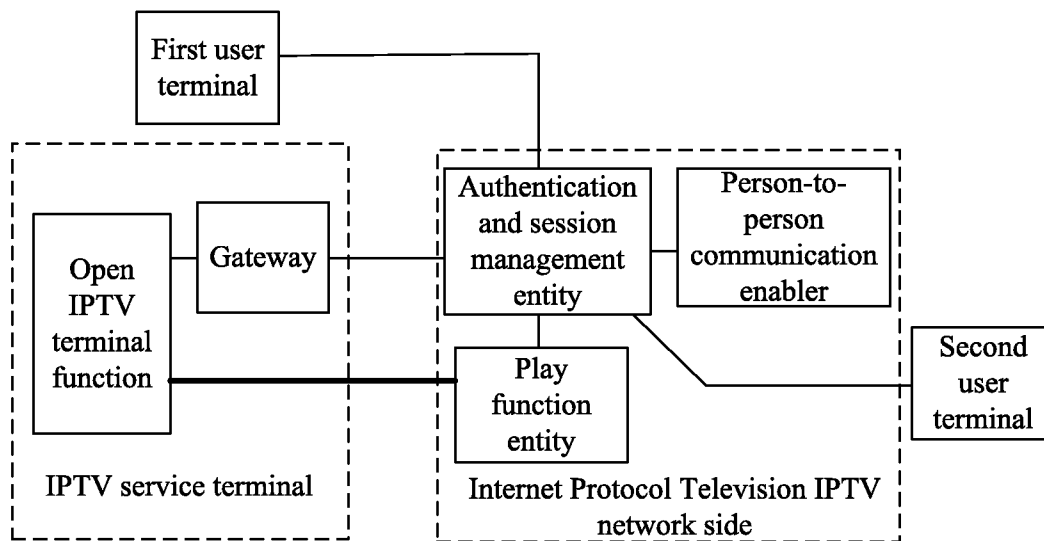 First user
terminal
Open
IPTV
terminal
function
Gateway
IPTV service terminal
Authentication
and session
management
entity
Person-to-
person
communication
enabler
Play
function
entity
Internet Protocol Television IPTV
network side
Second
user
terminal